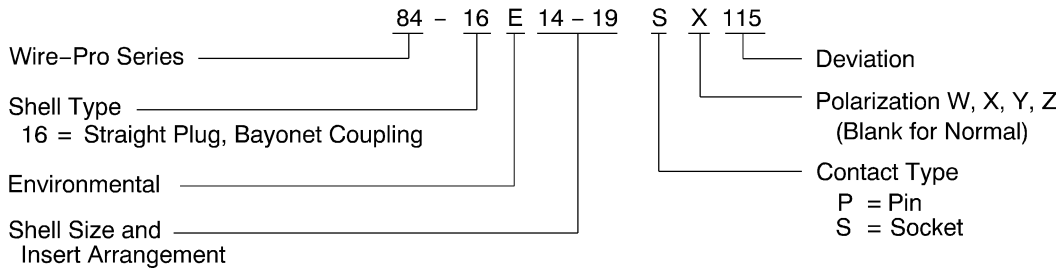 84 - 16 E 14 - 19 S X 115
Wire-Pro Series
Shell Type
16 = Straight Plug, Bayonet Coupling
Environmental
Shell Size and
Insert Arrangement
Deviation
Polarization W, X, Y, Z
(Blank for Normal)
Contact Type
P = Pin
S = Socket